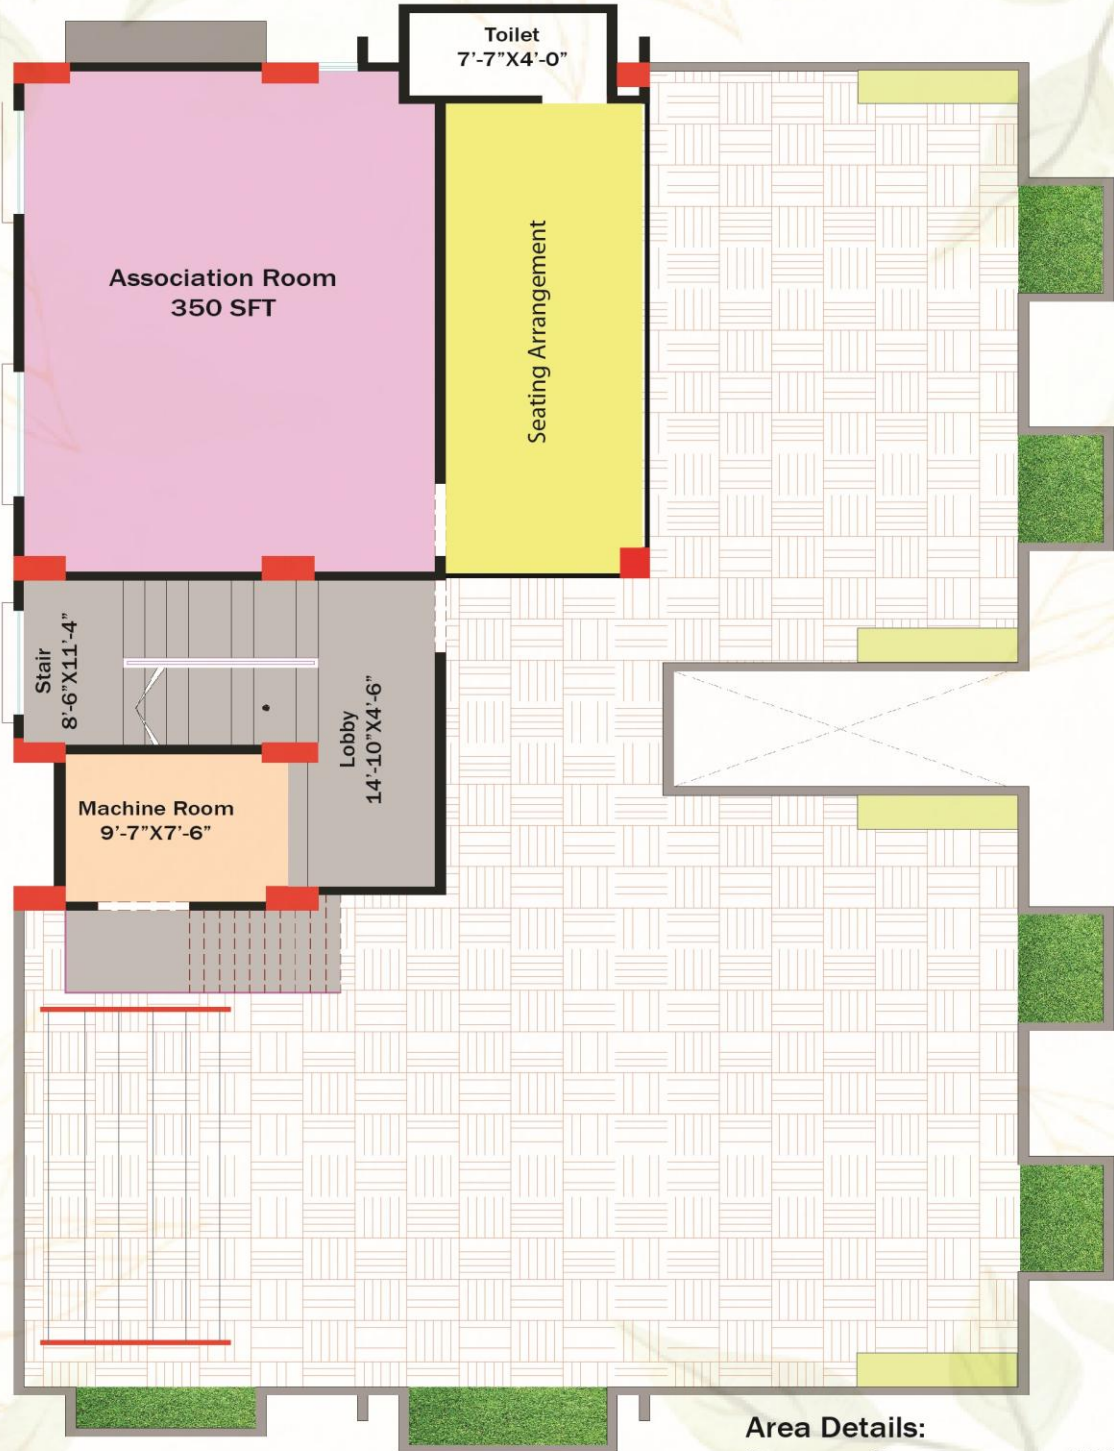 Toilet
7’-7”X4’-0”
Association Room
350 SFT
Seating Arrangement
Stair
8’-6”X11’-4”
Lobby
14’-10”X4’-6”
Machine Room
9’-7”X7’-6”
Area Details: